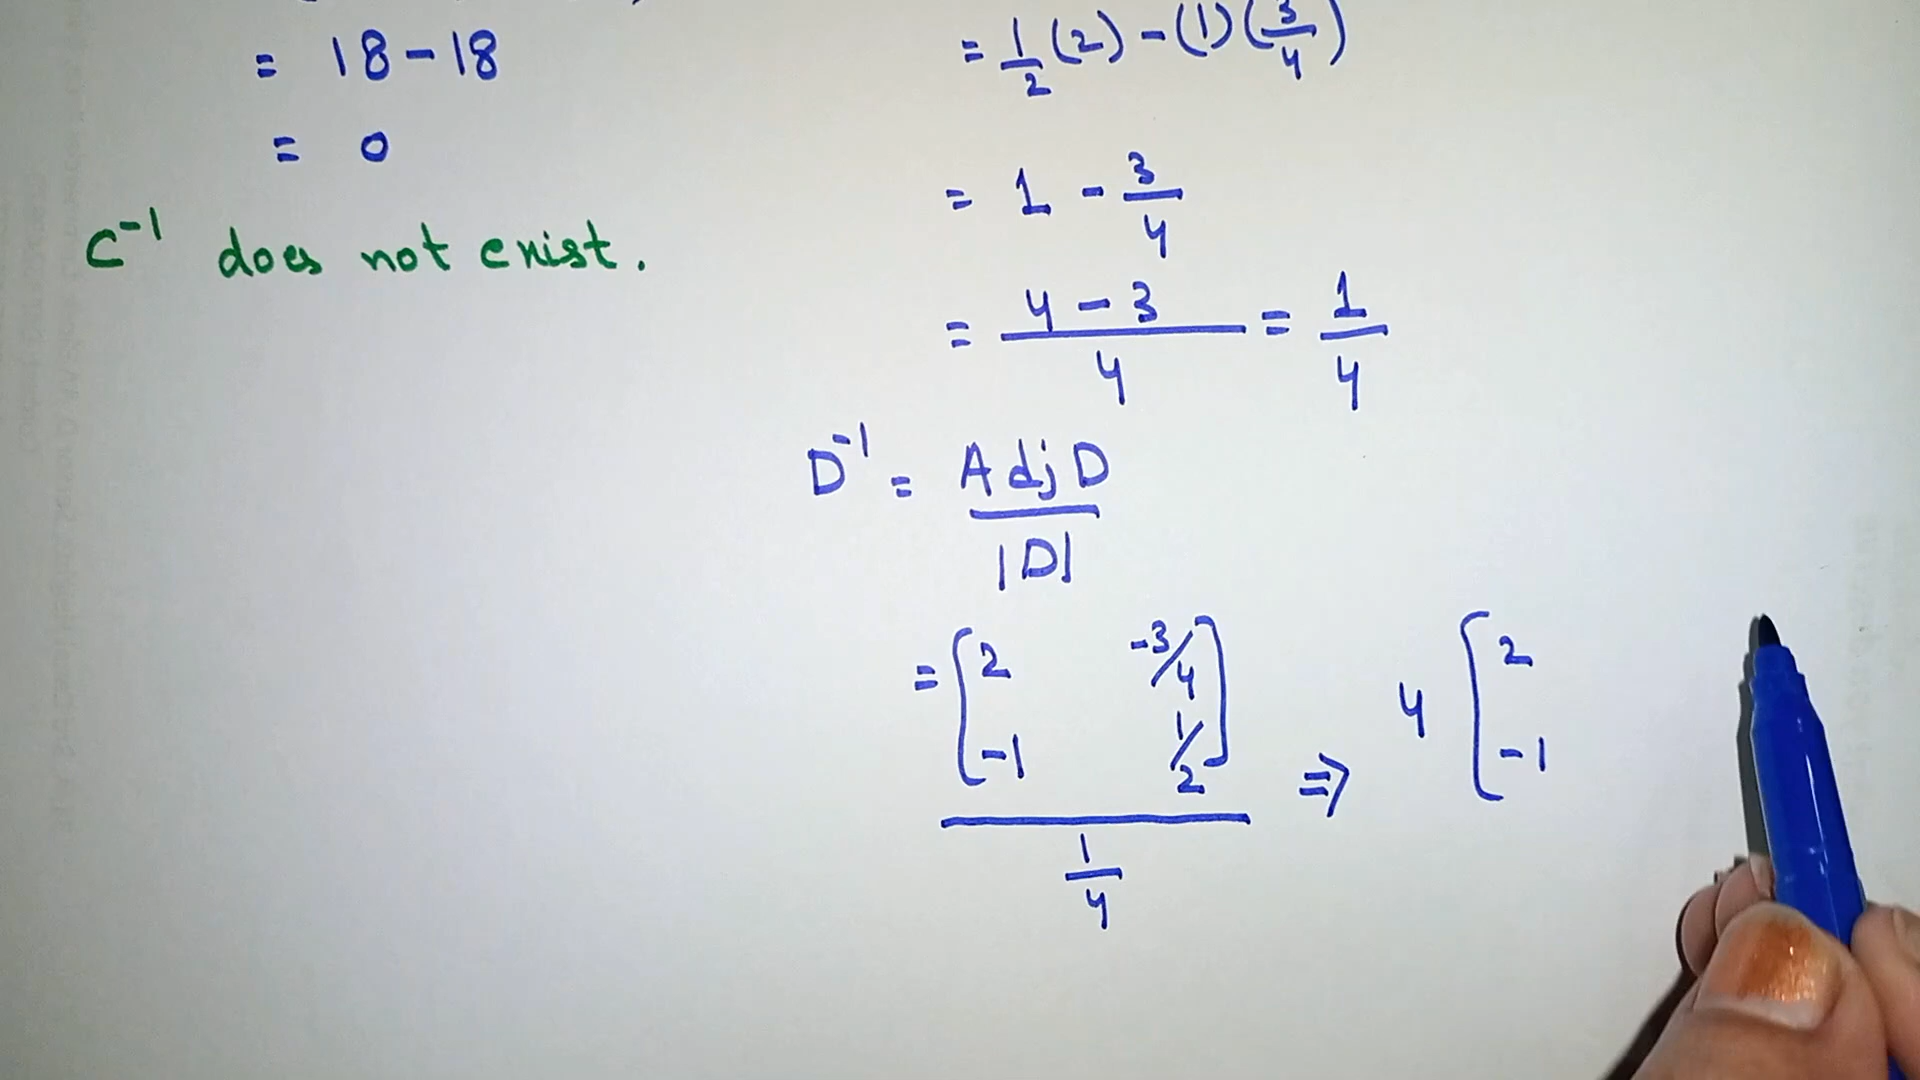 = 18 - 18
= 0
C⁻¹ does not exist.
= 1/2 (2) - (1) (3/4)
= 1 - 3/4
= 4 - 3 / 4 = 1/4
D⁻¹ = Adj D / |D|
= [2 -3/4
-1 1/2] / 1/4 ⇒ 4 [2
-1